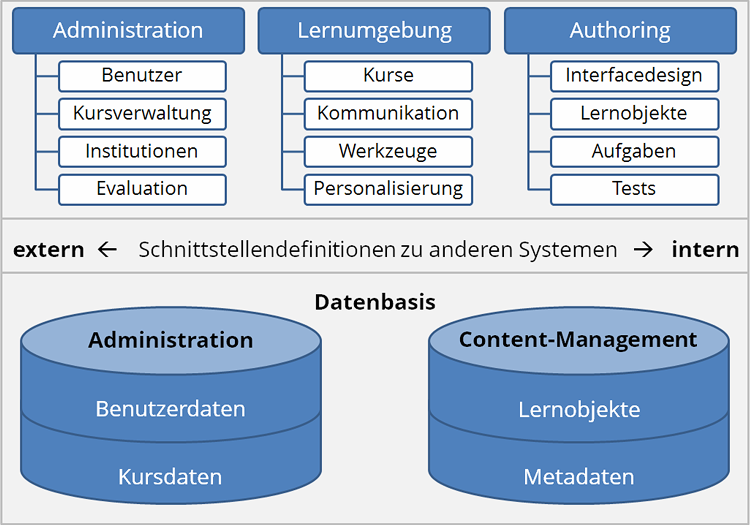 Administration
Benutzer
Kursverwaltung
Institutionen
Evaluation
Lernumgebung
Kurse
Kommunikation
Werkzeuge
Personalisierung
Authoring
Interfacedesign
Lernobjekte
Aufgaben
Tests
extern ← Schnittstellendefinitionen zu anderen Systemen → intern
Datenbasis
Administration
Benutzerdaten
Kursdaten
Content-Management
Lernobjekte
Metadaten